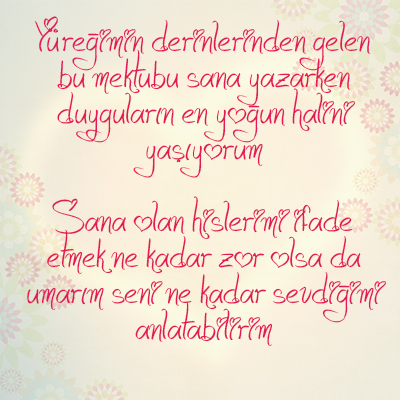 Yüreğimin derinlerinden gelen
bu mektubu sana yazarken
duyguların en yoğun halini
yaşıyorum
Sana olan hislerimi ifade
etmek ne kadar zor olsa da
umarım seni ne kadar sevdiğimi
anlatabilirim